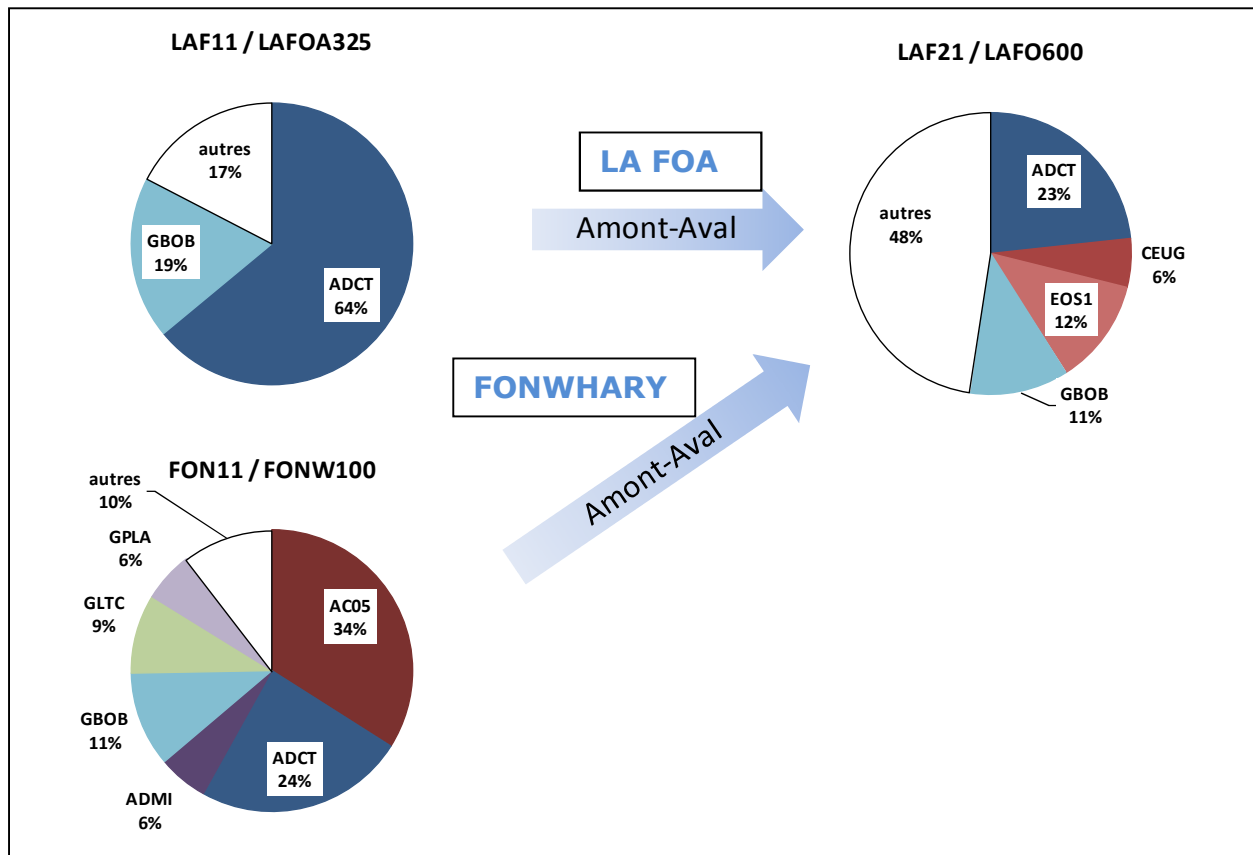 LAF11 / LAFOA325
autres
17%
GBOB
19%
ADCT
64%
LA FOA
Amont-Aval
LAF21 / LAFO600
ADCT
23%
autres
48%
CEUG
6%
EOS1
12%
GBOB
11%
FONWHARY
Amont-Aval
FON11 / FONW100
autres
10%
GPLA
6%
GLTC
9%
GBOB
11%
ADMI
6%
ADCT
24%
AC05
34%